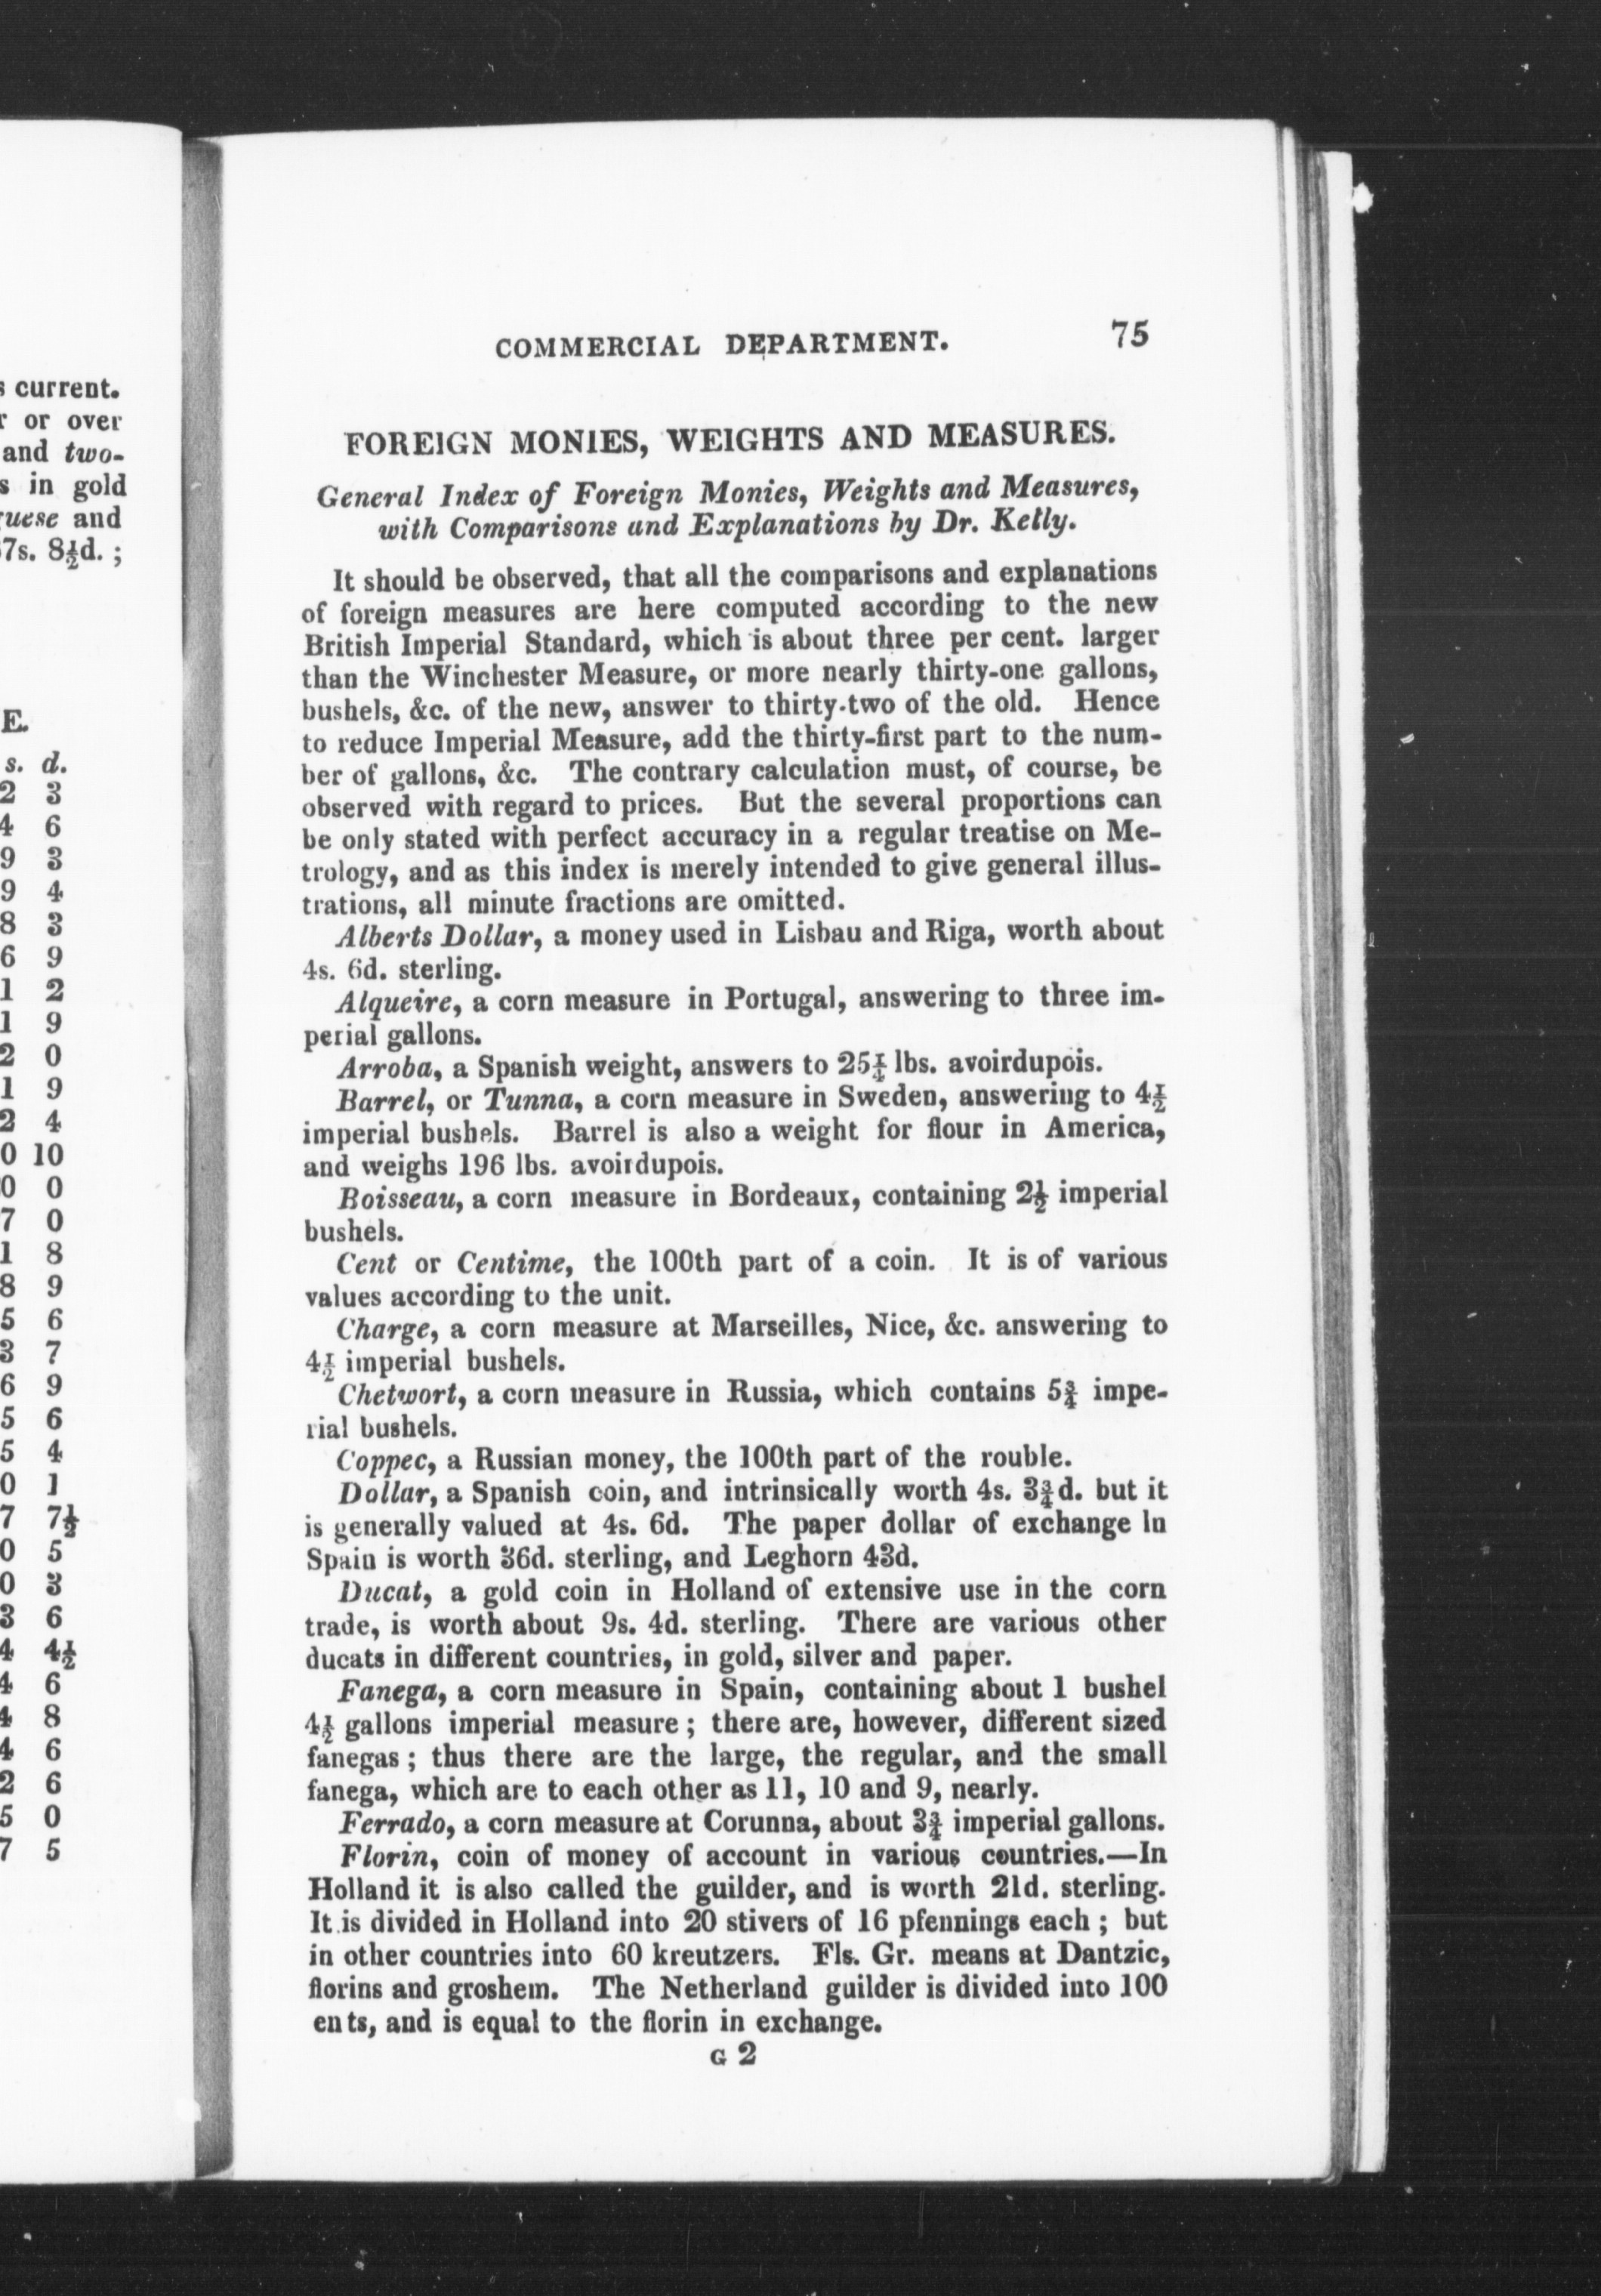 s current.
r or over
and two-
s in gold
guese and
7s. 8½d. ;
E.
s. d.
2 3
4 6
9 3
9 4
8 3
6 9
1 2
1 9
2 0
1 9
2 4
0 10
0 0
7 0
1 8
8 9
5 6
3 7
6 9
5 6
5 4
0 1
7 7½
0 5
0 3
3 6
4 4½
4 6
4 8
4 6
2 6
5 0
7 5
COMMERCIAL DEPARTMENT. 75
FOREIGN MONIES, WEIGHTS AND MEASURES.
General Index of Foreign Monies, Weights and Measures,
with Comparisons and Explanations by Dr. Kelly.
It should be observed, that all the comparisons and explanations
of foreign measures are here computed according to the new
British Imperial Standard, which is about three per cent. larger
than the Winchester Measure, or more nearly thirty-one gallons,
bushels, &c. of the new, answer to thirty-two of the old. Hence
to reduce Imperial Measure, add the thirty-first part to the num-
ber of gallons, &c. The contrary calculation must, of course, be
observed with regard to prices. But the several proportions can
be only stated with perfect accuracy in a regular treatise on Me-
trology, and as this index is merely intended to give general illus-
trations, all minute fractions are omitted.
Alberts Dollar, a money used in Lisbau and Riga, worth about
4s. 6d. sterling.
Alqueire, a corn measure in Portugal, answering to three im-
perial gallons.
Arroba, a Spanish weight, answers to 25¼ lbs. avoirdupois.
Barrel, or Tunna, a corn measure in Sweden, answering to 4½
imperial bushels. Barrel is also a weight for flour in America,
and weighs 196 lbs. avoirdupois.
Boisseau, a corn measure in Bordeaux, containing 2½ imperial
bushels.
Cent or Centime, the 100th part of a coin. It is of various
values according to the unit.
Charge, a corn measure at Marseilles, Nice, &c. answering to
4½ imperial bushels.
Chetwort, a corn measure in Russia, which contains 5¾ impe-
rial bushels.
Coppec, a Russian money, the 100th part of the rouble.
Dollar, a Spanish coin, and intrinsically worth 4s. 3¾d. but it
is generally valued at 4s. 6d. The paper dollar of exchange in
Spain is worth 36d. sterling, and Leghorn 43d.
Ducat, a gold coin in Holland of extensive use in the corn
trade, is worth about 9s. 4d. sterling. There are various other
ducats in different countries, in gold, silver and paper.
Fanega, a corn measure in Spain, containing about 1 bushel
4½ gallons imperial measure ; there are, however, different sized
fanegas ; thus there are the large, the regular, and the small
fanega, which are to each other as 11, 10 and 9, nearly.
Ferrado, a corn measure at Corunna, about 3¾ imperial gallons.
Florin, coin of money of account in various countries.—In
Holland it is also called the guilder, and is worth 21d. sterling.
It is divided in Holland into 20 stivers of 16 pfennings each ; but
in other countries into 60 kreutzers. Fls. Gr. means at Dantzic,
florins and groshem. The Netherland guilder is divided into 100
ents, and is equal to the florin in exchange.
G 2